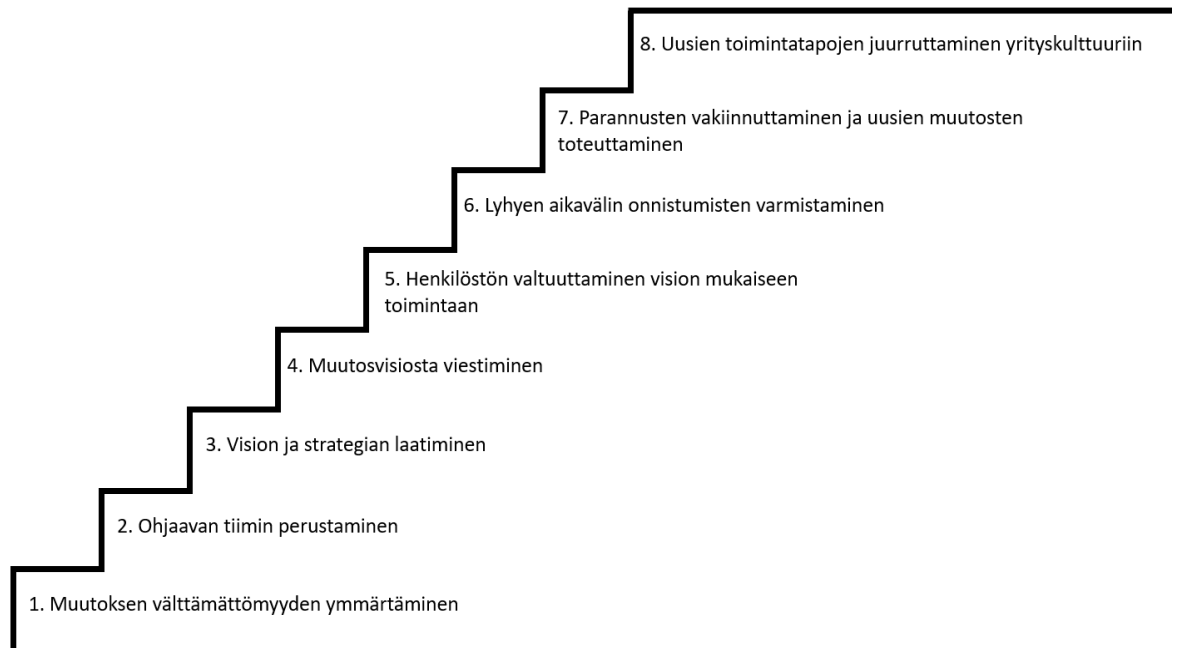 8. Uusien toimintatapojen juurruttaminen yrityskulttuuriin
7. Parannusten vakiinnuttaminen ja uusien muutosten
toteuttaminen
6. Lyhyen aikavälin onnistumisten varmistaminen
5. Henkilöstön valtuuttaminen vision mukaiseen
toimintaan
4. Muutosvisiosta viestiminen
3. Vision ja strategian laatiminen
2. Ohjaavan tiimin perustaminen
1. Muutoksen välttämättömyyden ymmärtäminen